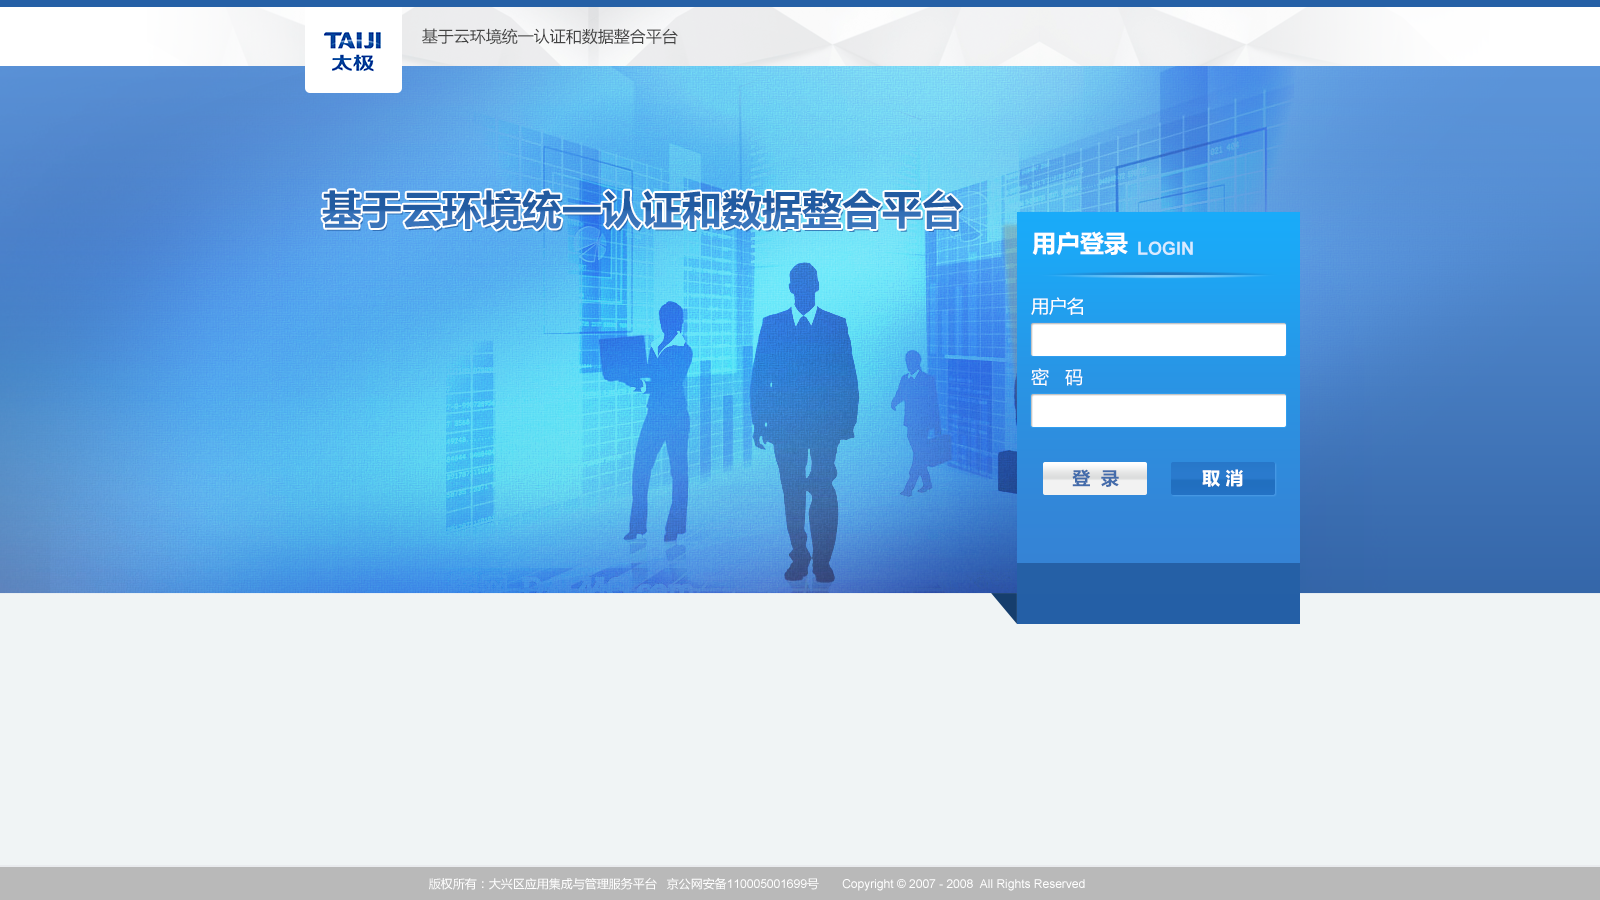 TAIJI
太极
基于云环境统一认证和数据整合平台
基于云环境统一认证和数据整合平台
用户登录 LOGIN
用户名
密 码
登 录 取 消
版权所有：大兴区应用集成与管理服务平台 京公网安备110005001699号 Copyright © 2007 - 2008 All Rights Reserved